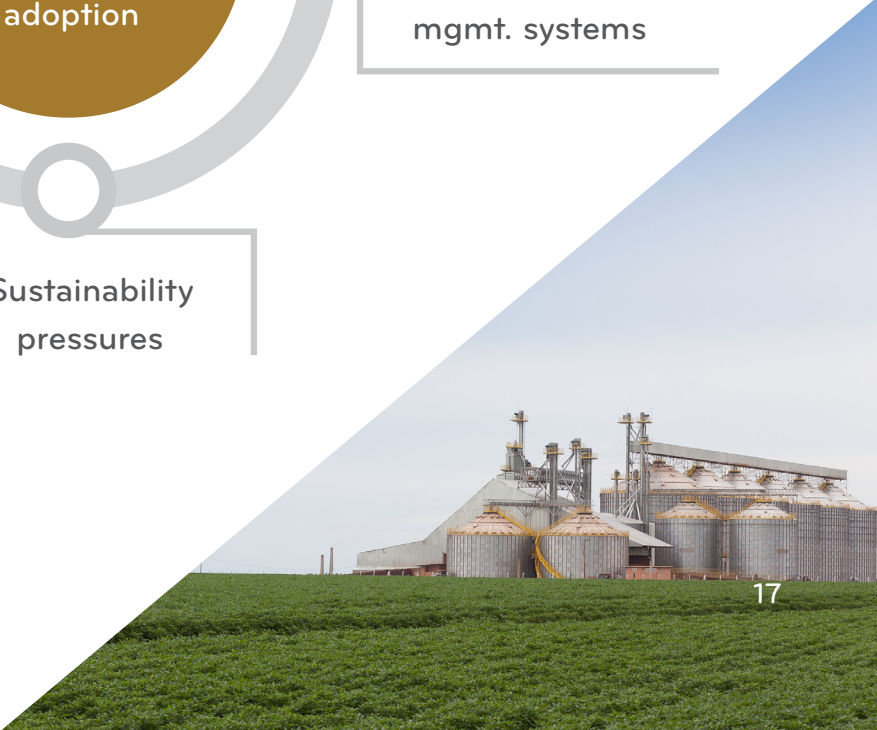 adoption
mgmt. systems
Sustainability
pressures
17